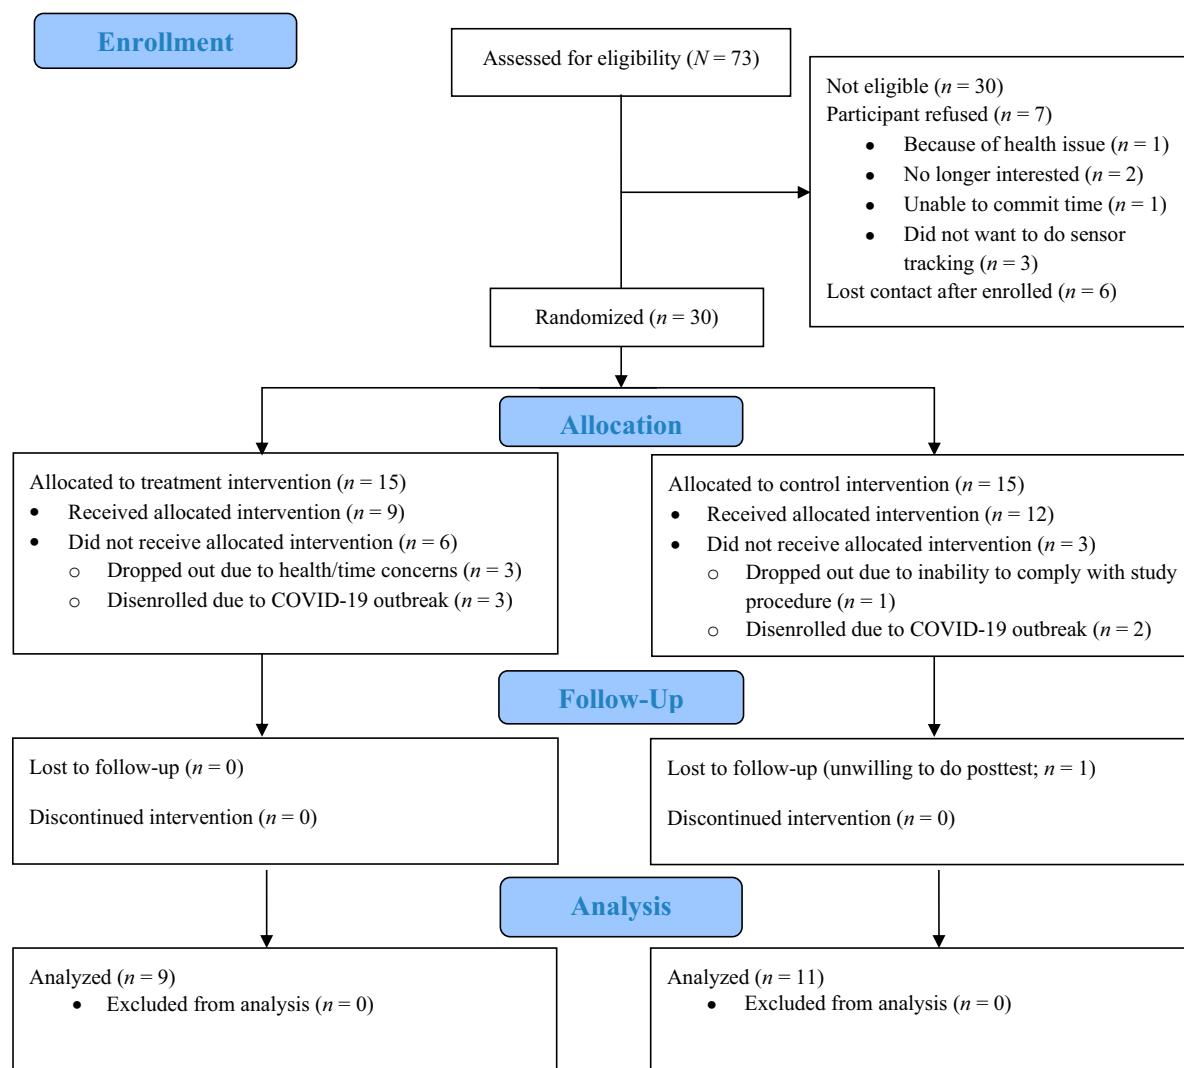 Enrollment
Assessed for eligibility (N = 73)
Not eligible (n = 30)
Participant refused (n = 7)
• Because of health issue (n = 1)
• No longer interested (n = 2)
• Unable to commit time (n = 1)
• Did not want to do sensor
tracking (n = 3)
Lost contact after enrolled (n = 6)
Randomized (n = 30)
Allocation
Allocated to treatment intervention (n = 15)
• Received allocated intervention (n = 9)
• Did not receive allocated intervention (n = 6)
o Dropped out due to health/time concerns (n = 3)
o Disenrolled due to COVID-19 outbreak (n = 3)
Allocated to control intervention (n = 15)
• Received allocated intervention (n = 12)
• Did not receive allocated intervention (n = 3)
o Dropped out due to inability to comply with study
procedure (n = 1)
o Disenrolled due to COVID-19 outbreak (n = 2)
Follow-Up
Lost to follow-up (n = 0)
Discontinued intervention (n = 0)
Lost to follow-up (unwilling to do posttest; n = 1)
Discontinued intervention (n = 0)
Analysis
Analyzed (n = 9)
• Excluded from analysis (n = 0)
Analyzed (n = 11)
• Excluded from analysis (n = 0)